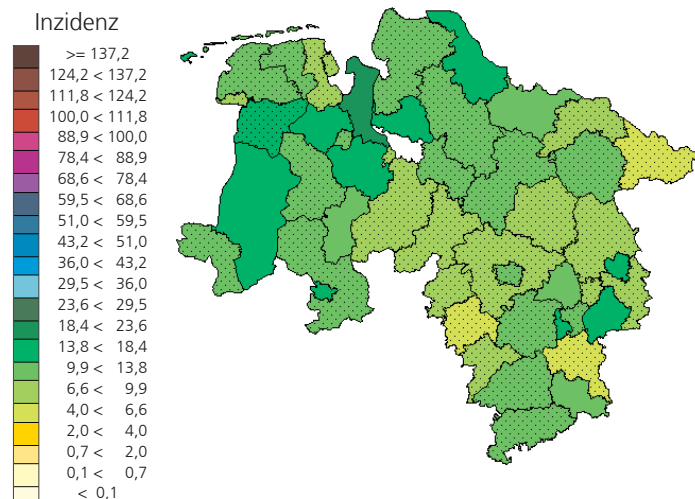 Inzidenz
>= 137,2
124,2 < 137,2
111,8 < 124,2
100,0 < 111,8
88,9 < 100,0
78,4 < 88,9
68,6 < 78,4
59,5 < 68,6
51,0 < 59,5
43,2 < 51,0
36,0 < 43,2
29,5 < 36,0
23,6 < 29,5
18,4 < 23,6
13,8 < 18,4
9,9 < 13,8
6,6 < 9,9
4,0 < 6,6
2,0 < 4,0
0,7 < 2,0
0,1 < 0,7
< 0,1